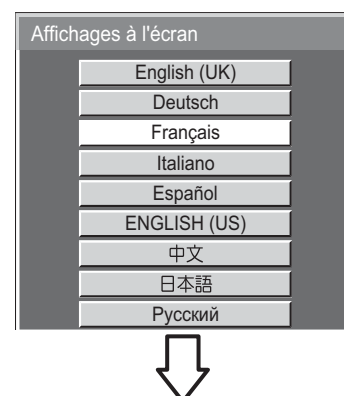 Affichages à l'écran
English (UK)
Deutsch
Français
Italiano
Español
ENGLISH (US)
中文
日本語
Русский